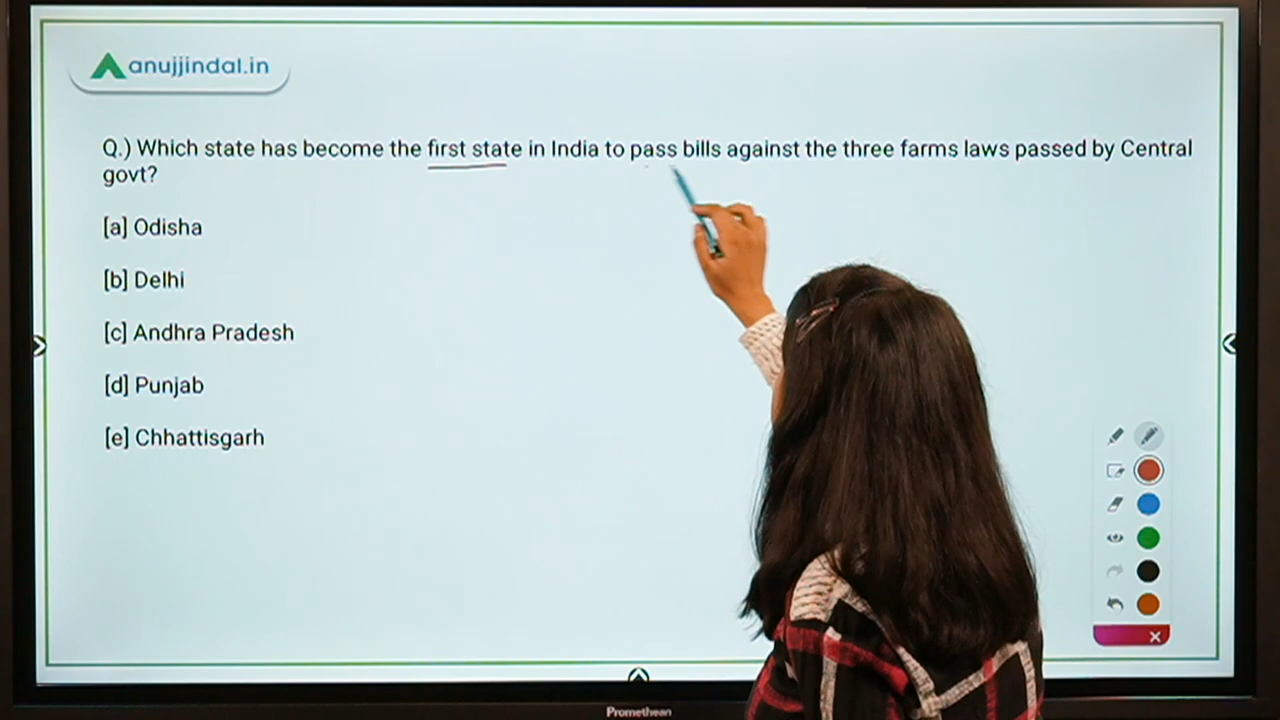 anujjindal.in
Q.) Which state has become the first state in India to pass bills against the three farms laws passed by Central
govt?
[a] Odisha
[b] Delhi
[c] Andhra Pradesh
[d] Punjab
[e] Chhattisgarh
Promethean